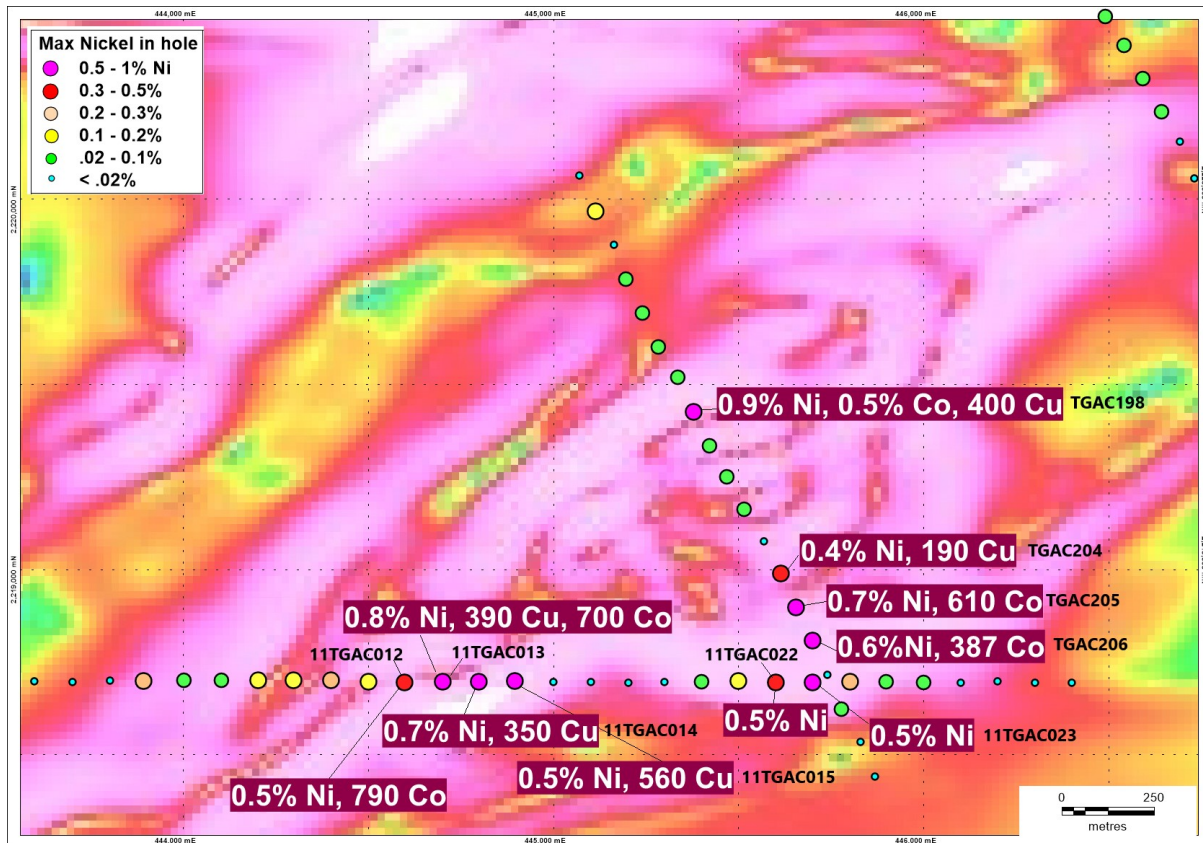 444,000 mE
445,000 mE
446,000 mE
Max Nickel in hole
0.5 - 1% Ni
0.3 - 0.5%
0.2 - 0.3%
0.1 - 0.2%
.02 - 0.1%
< .02%
2,220,000 mN
0.9% Ni, 0.5% Co, 400 Cu TGAC198
0.4% Ni, 190 Cu TGAC204
2,219,000 mN
0.7% Ni, 610 Co TGAC205
0.8% Ni, 390 Cu, 700 Co
0.6%Ni, 387 Co TGAC206
11TGAC012 11TGAC013 11TGAC022
0.7% Ni, 350 Cu 11TGAC014
0.5% Ni
0.5% Ni 11TGAC023
0.5% Ni, 560 Cu 11TGAC015
0.5% Ni, 790 Co
0 250
metres
444,000 mE
445,000 mE
446,000 mE